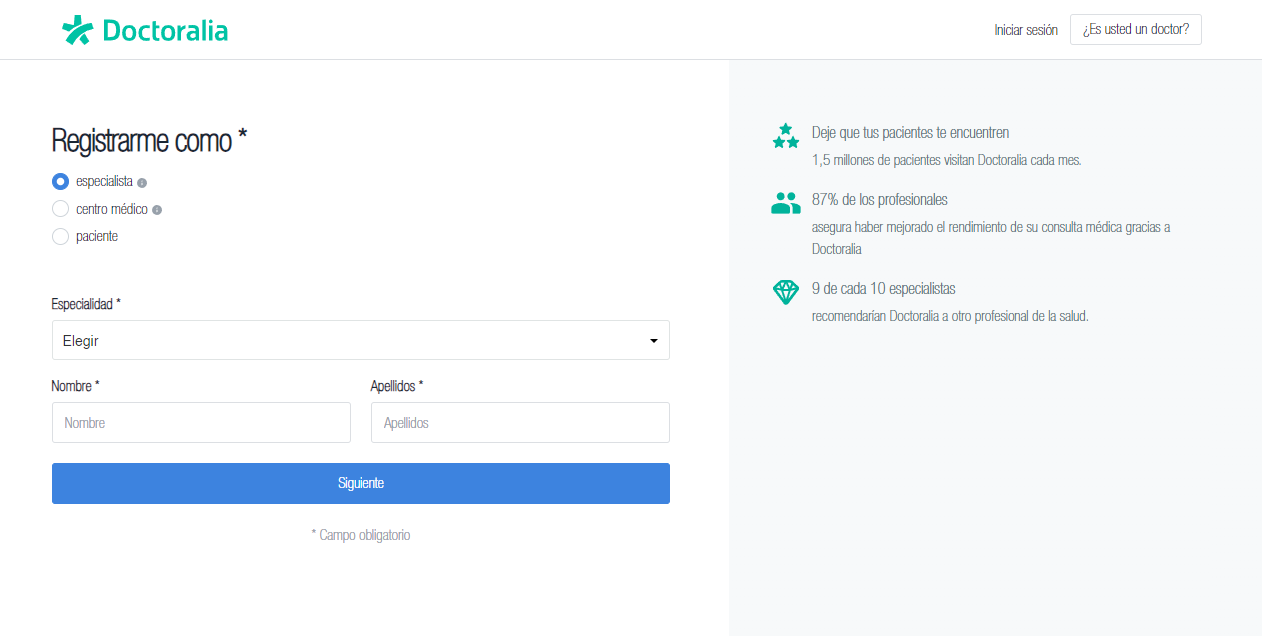 Doctoralia
Iniciar sesión
¿Es usted un doctor?
Registrarme como *
especialista
centro médico
paciente
Especialidad *
Elegir
Nombre *
Apellidos *
Nombre
Apellidos
Siguiente
* Campo obligatorio
Deje que tus pacientes te encuentren
1,5 millones de pacientes visitan Doctoralia cada mes.
87% de los profesionales
asegura haber mejorado el rendimiento de su consulta médica gracias a
Doctoralia
9 de cada 10 especialistas
recomendarían Doctoralia a otro profesional de la salud.